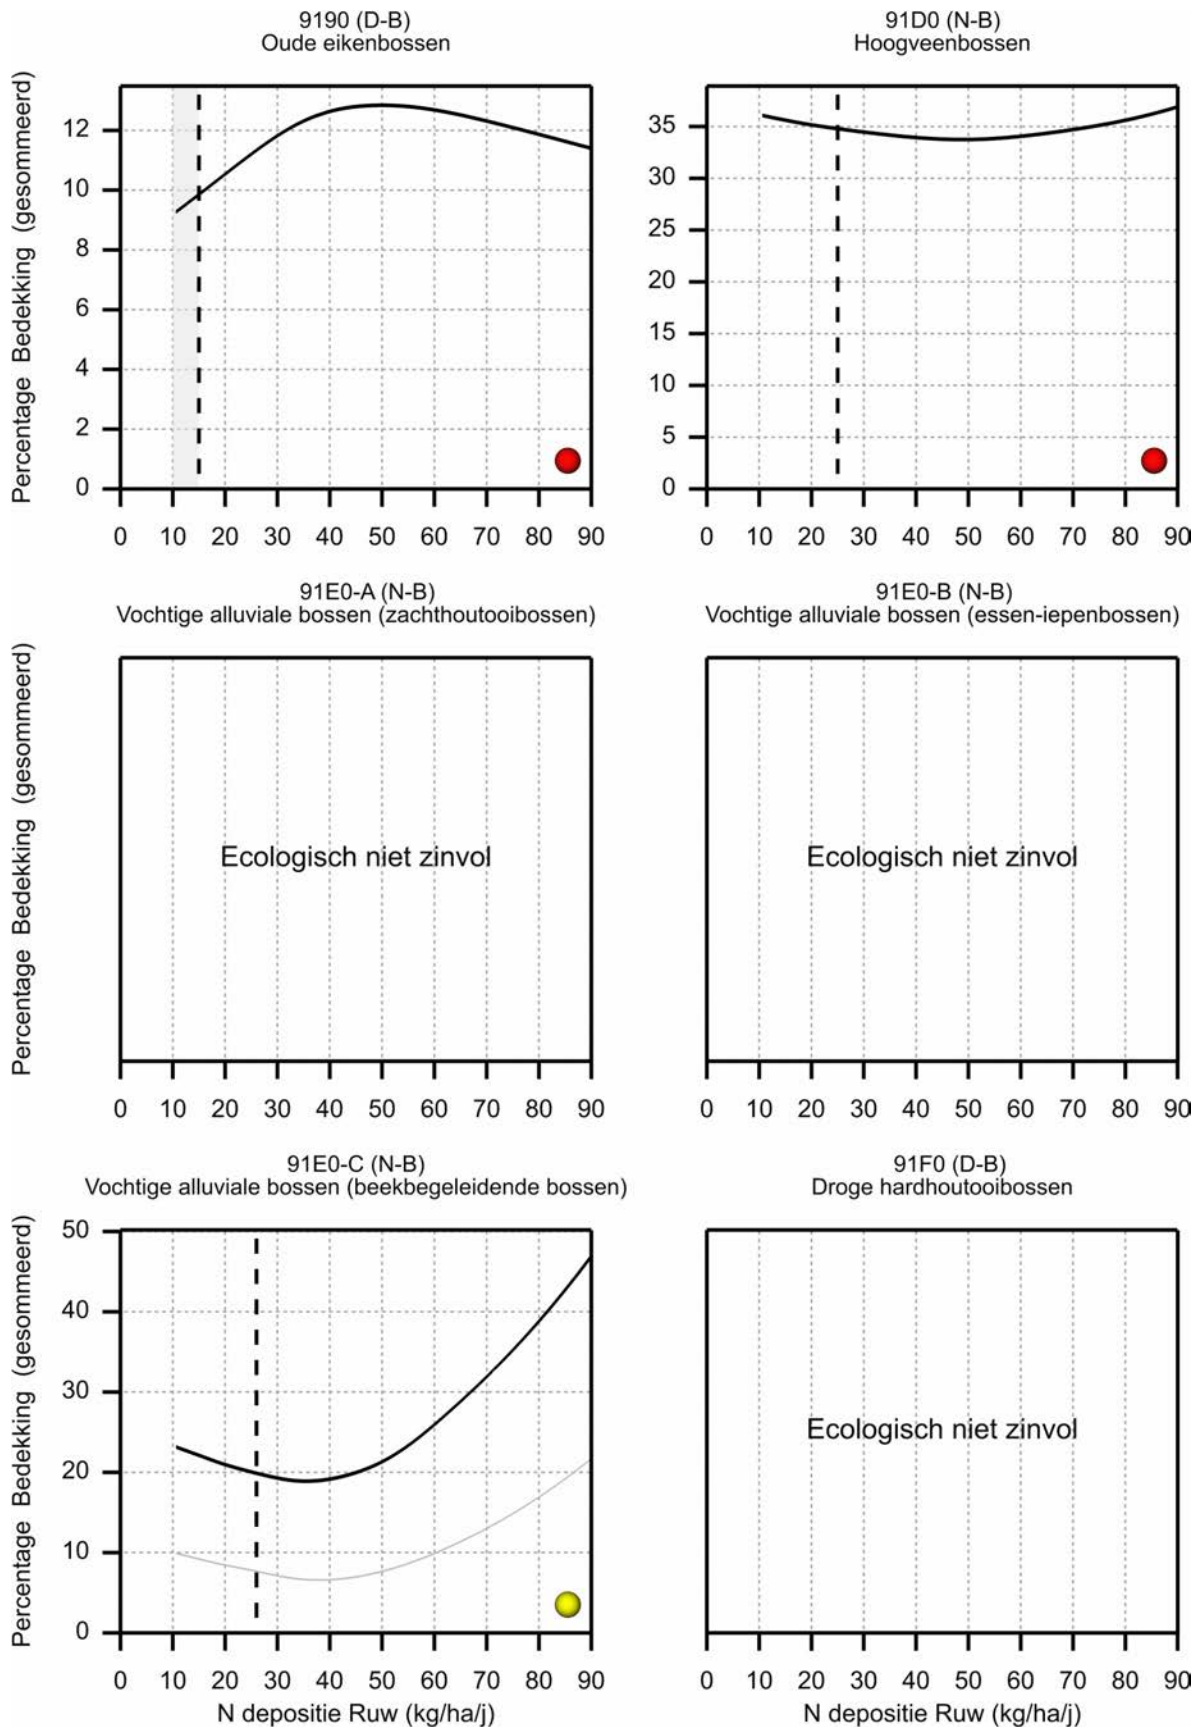 9190 (D-B)
Oude eikenbossen
Percentage Bedekking (gesommeerd)
12
10
8
6
4
2
0
0 10 20 30 40 50 60 70 80 90
91D0 (N-B)
Hoogveenbossen
35
30
25
20
15
10
5
0
0 10 20 30 40 50 60 70 80 90
91E0-A (N-B)
Vochtige alluviale bossen (zachthoutooibossen)
Percentage Bedekking (gesommeerd)
Ecologisch niet zinvol
0 10 20 30 40 50 60 70 80 90
91E0-B (N-B)
Vochtige alluviale bossen (essen-iepenbossen)
Ecologisch niet zinvol
0 10 20 30 40 50 60 70 80 90
91E0-C (N-B)
Vochtige alluviale bossen (beekbegeleidende bossen)
Percentage Bedekking (gesommeerd)
50
40
30
20
10
0
0 10 20 30 40 50 60 70 80 90
N depositie Ruw (kg/ha/j)
91F0 (D-B)
Droge hardhoutooibossen
Ecologisch niet zinvol
0 10 20 30 40 50 60 70 80 90
N depositie Ruw (kg/ha/j)